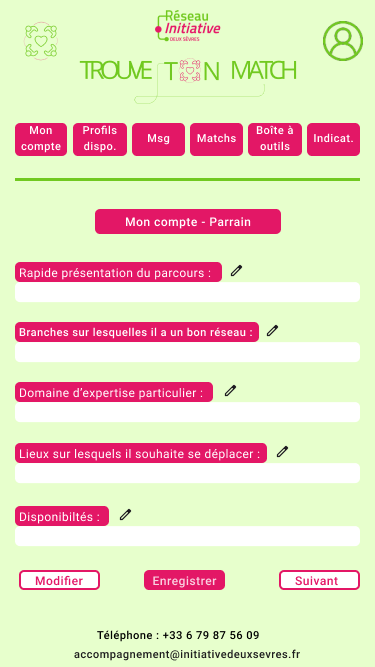 Réseau
Initiative
DEUX SÈVRES
TROUVE TON MATCH
Mon compte
Profils dispo.
Msg
Matchs
Boîte à outils
Indicat.
Mon compte - Parrain
Rapide présentation du parcours :
Branches sur lesquelles il a un bon réseau :
Domaine d'expertise particulier :
Lieux sur lesquels il souhaite se déplacer :
Disponibiltés :
Modifier
Enregistrer
Suivant
Téléphone : +33 6 79 87 56 09
accompagnement@initiativedeuxsevres.fr